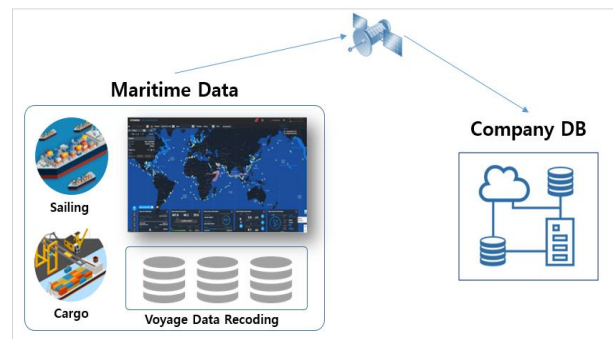 Maritime Data
Company DB
Sailing
Cargo
Voyage Data Recoding